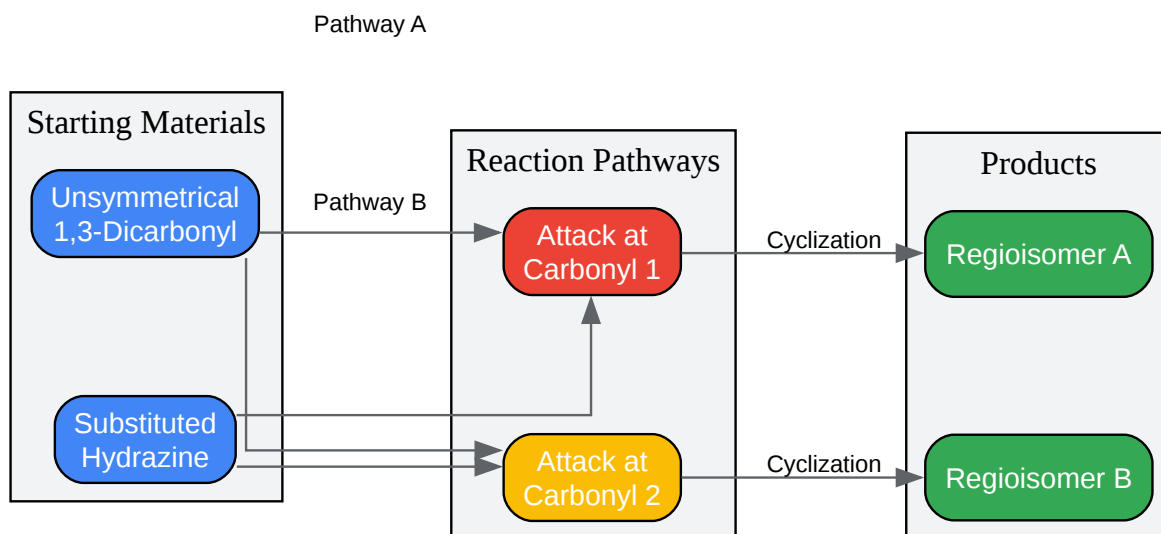 Pathway A
Starting Materials
Unsymmetrical
1,3-Dicarbonyl
Substituted
Hydrazine
Pathway B
Reaction Pathways
Attack at
Carbonyl 1
Attack at
Carbonyl 2
Cyclization
Cyclization
Products
Regioisomer A
Regioisomer B